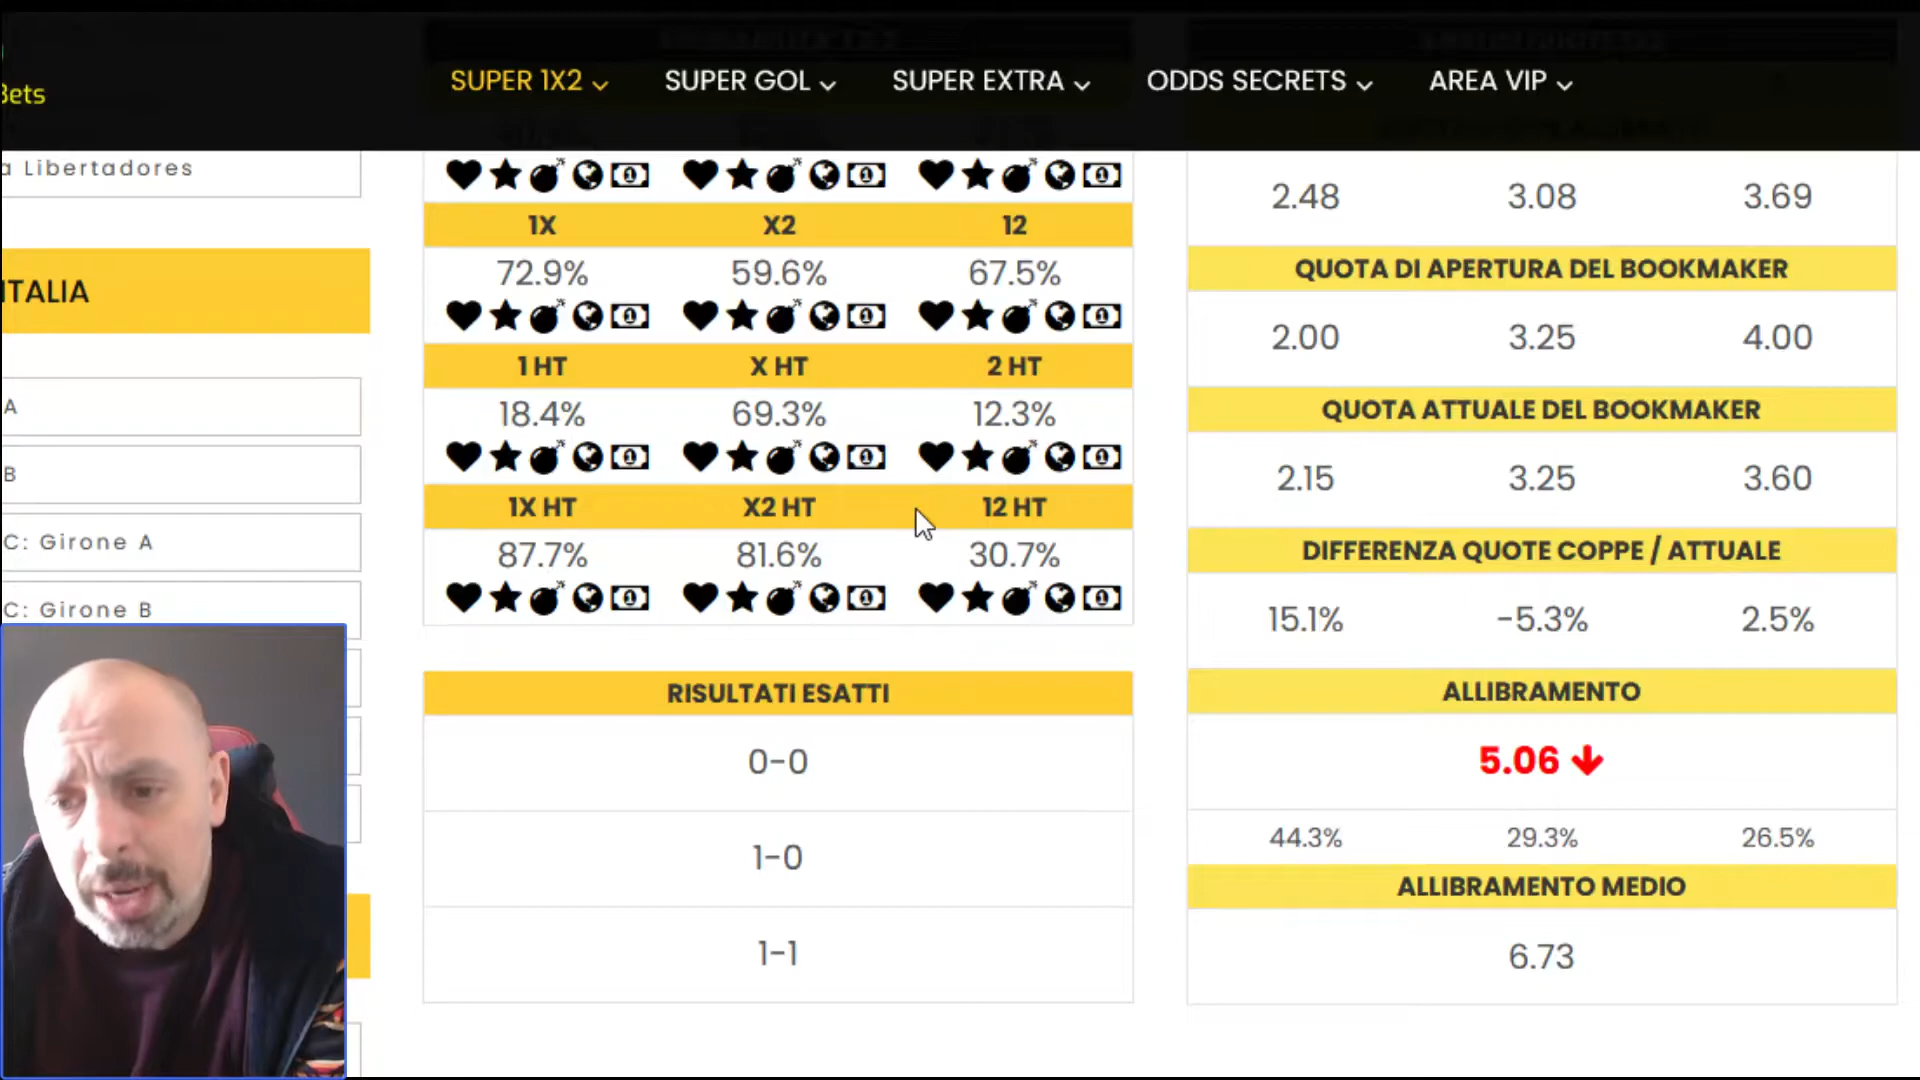 Bets
SUPER 1X2
SUPER GOL
SUPER EXTRA
ODDS SECRETS
AREA VIP
a Libertadores
ITALIA
A
B
C: Girone A
C: Girone B
1X X2 12
72.9% 59.6% 67.5%
1 HT X HT 2 HT
18.4% 69.3% 12.3%
1X HT X2 HT 12 HT
87.7% 81.6% 30.7%
RISULTATI ESATTI
0-0
1-0
1-1
2.48 3.08 3.69
QUOTA DI APERTURA DEL BOOKMAKER
2.00 3.25 4.00
QUOTA ATTUALE DEL BOOKMAKER
2.15 3.25 3.60
DIFFERENZA QUOTE COPPE / ATTUALE
15.1% -5.3% 2.5%
ALLIBRAMENTO
5.06
44.3% 29.3% 26.5%
ALLIBRAMENTO MEDIO
6.73